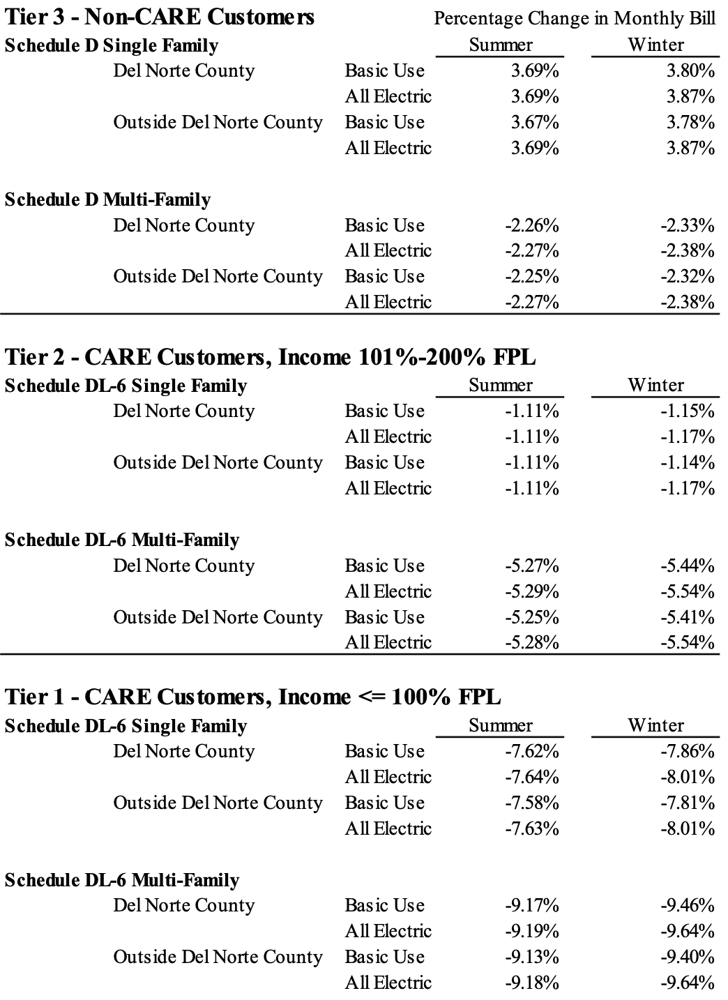 Tier 3 - Non-CARE Customers Percentage Change in Monthly Bill
Schedule D Single Family Summer Winter
Del Norte County Basic Use 3.69% 3.80%
All Electric 3.69% 3.87%
Outside Del Norte County Basic Use 3.67% 3.78%
All Electric 3.69% 3.87%
Schedule D Multi-Family
Del Norte County Basic Use -2.26% -2.33%
All Electric -2.27% -2.38%
Outside Del Norte County Basic Use -2.25% -2.32%
All Electric -2.27% -2.38%
Tier 2 - CARE Customers, Income 101%-200% FPL
Schedule DL-6 Single Family Summer Winter
Del Norte County Basic Use -1.11% -1.15%
All Electric -1.11% -1.17%
Outside Del Norte County Basic Use -1.11% -1.14%
All Electric -1.11% -1.17%
Schedule DL-6 Multi-Family
Del Norte County Basic Use -5.27% -5.44%
All Electric -5.29% -5.54%
Outside Del Norte County Basic Use -5.25% -5.41%
All Electric -5.28% -5.54%
Tier 1 - CARE Customers, Income <= 100% FPL
Schedule DL-6 Single Family Summer Winter
Del Norte County Basic Use -7.62% -7.86%
All Electric -7.64% -8.01%
Outside Del Norte County Basic Use -7.58% -7.81%
All Electric -7.63% -8.01%
Schedule DL-6 Multi-Family
Del Norte County Basic Use -9.17% -9.46%
All Electric -9.19% -9.64%
Outside Del Norte County Basic Use -9.13% -9.40%
All Electric -9.18% -9.64%